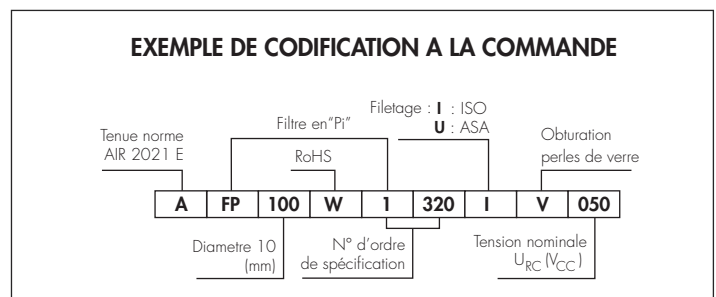 EXEMPLE DE CODIFICATION A LA COMMANDE
Filetage : I : ISO
U : ASA
Tenue norme
AIR 2021 E
Filtre en"Pi"
RoHS
Obturation
perles de verre
A FP 100 W 1 320 I V 050
Diametre 10
(mm)
N° d'ordre
de spécification
Tension nominale
URC (VCC )